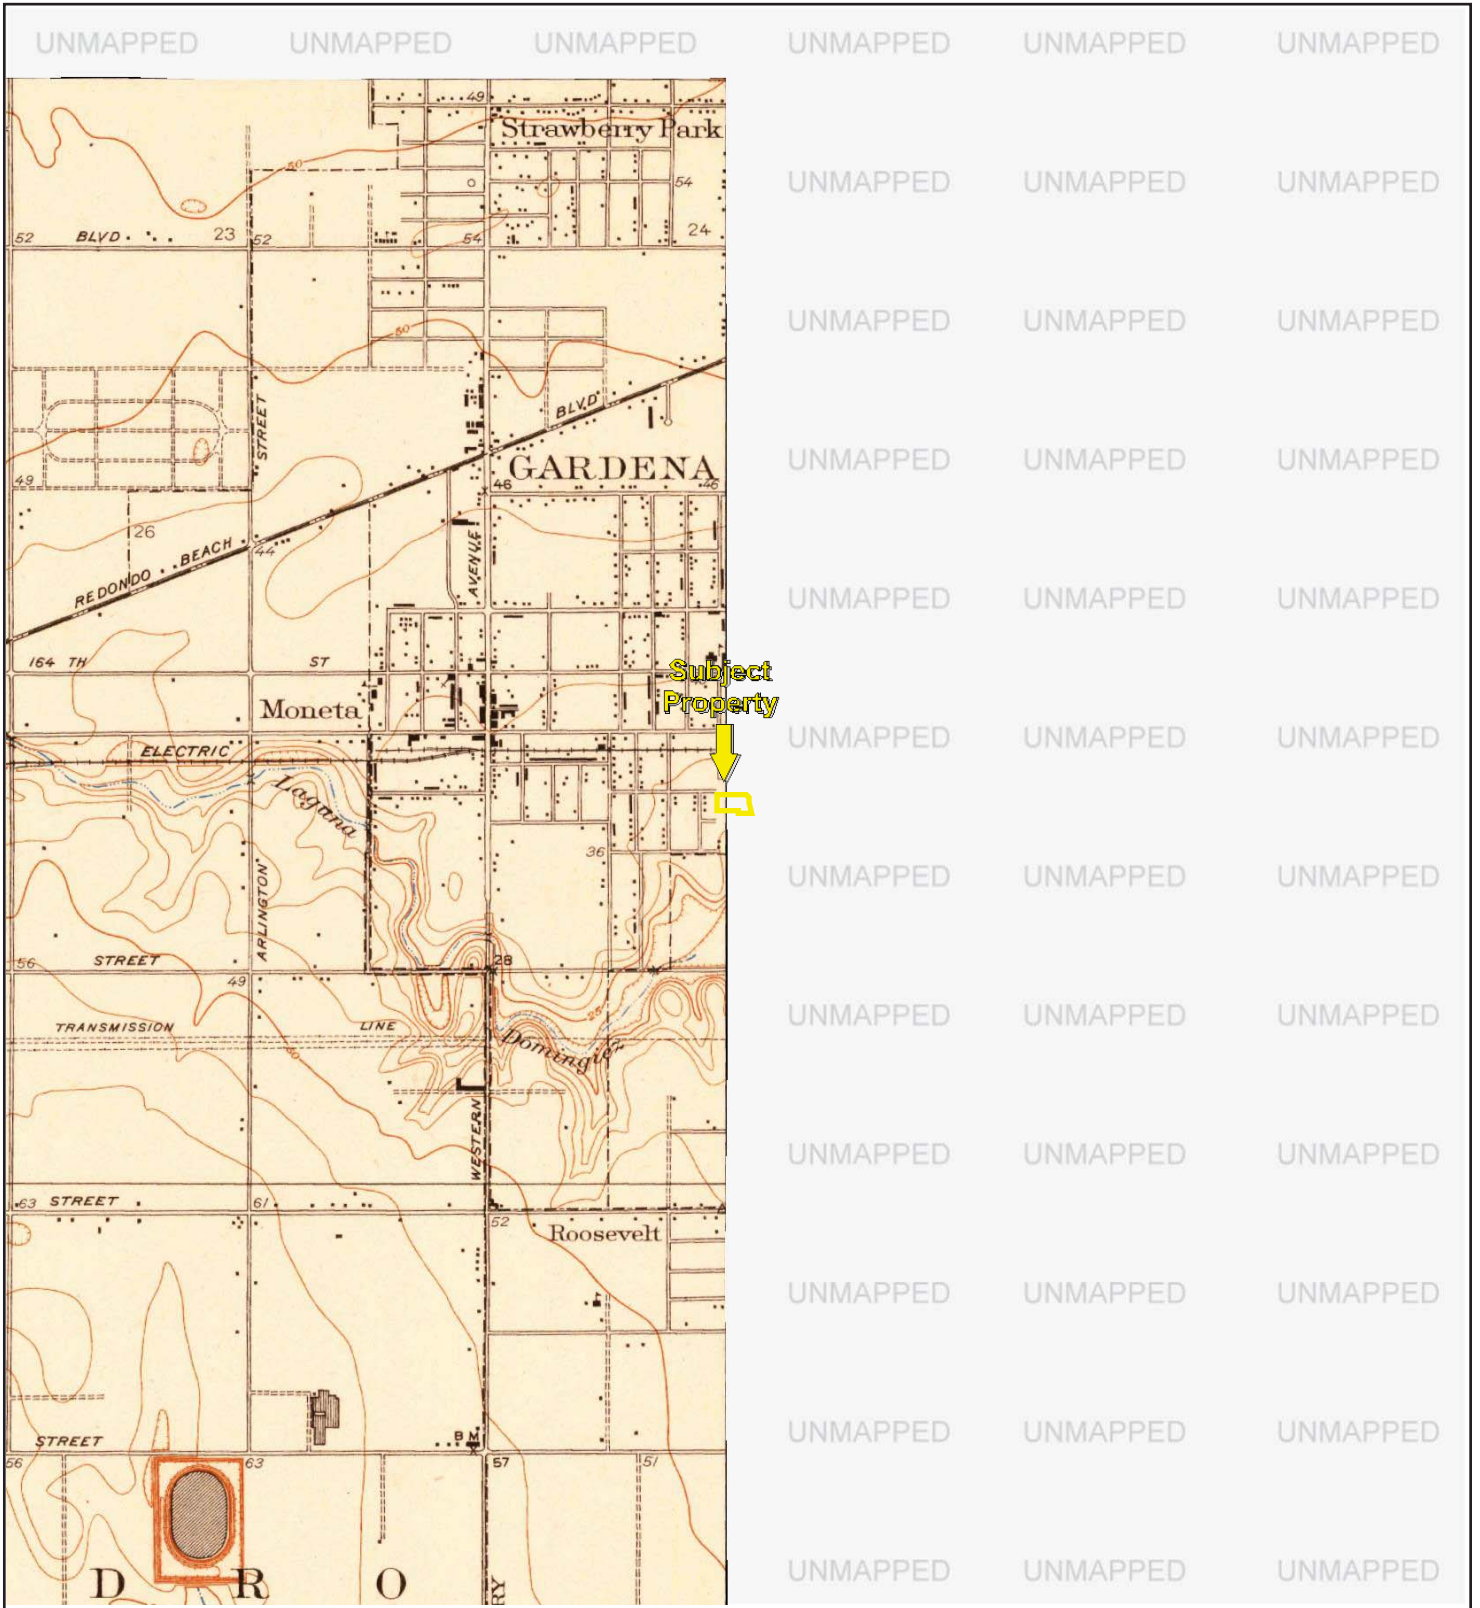 UNMAPPED UNMAPPED UNMAPPED UNMAPPED UNMAPPED UNMAPPED
49
Strawberry Park
50
54
UNMAPPED UNMAPPED UNMAPPED
52 BLVD 23 52 54 24
UNMAPPED UNMAPPED UNMAPPED
50
BLVD
STREET
GARDENA
UNMAPPED UNMAPPED UNMAPPED
49 46 46
26
AVENUE
REDONDO BEACH 44
UNMAPPED UNMAPPED UNMAPPED
164 TH ST
Subject
Property
Moneta
UNMAPPED UNMAPPED UNMAPPED
ELECTRIC
Laguna
36
UNMAPPED UNMAPPED UNMAPPED
ARLINGTON
56 STREET 28
49
UNMAPPED UNMAPPED UNMAPPED
25
TRANSMISSION LINE
50
Dominguez
WESTERN
UNMAPPED UNMAPPED UNMAPPED
63 STREET 61
52
Roosevelt
UNMAPPED UNMAPPED UNMAPPED
STREET
B M
UNMAPPED UNMAPPED UNMAPPED
56 63 57 51
D R O
RY
UNMAPPED UNMAPPED UNMAPPED